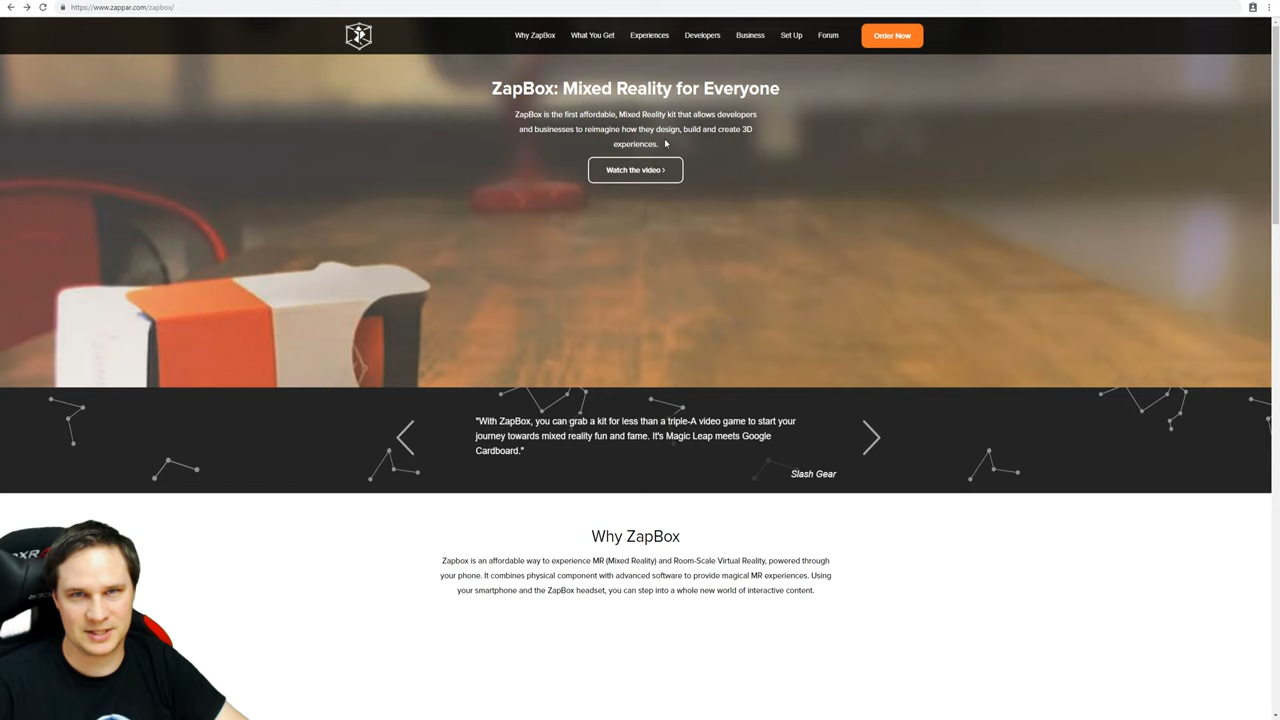 https://www.zappar.com/zapbox/
Why ZapBox
What You Get
Experiences
Developers
Business
Set Up
Forum
Order Now
ZapBox: Mixed Reality for Everyone
ZapBox is the first affordable, Mixed Reality kit that allows developers
and businesses to reimagine how they design, build and create 3D
experiences.
Watch the video ›
"With ZapBox, you can grab a kit for less than a triple-A video game to start your
journey towards mixed reality fun and fame. It's Magic Leap meets Google
Cardboard."
Slash Gear
Why ZapBox
Zapbox is an affordable way to experience MR (Mixed Reality) and Room-Scale Virtual Reality, powered through
your phone. It combines physical component with advanced software to provide magical MR experiences. Using
your smartphone and the ZapBox headset, you can step into a whole new world of interactive content.